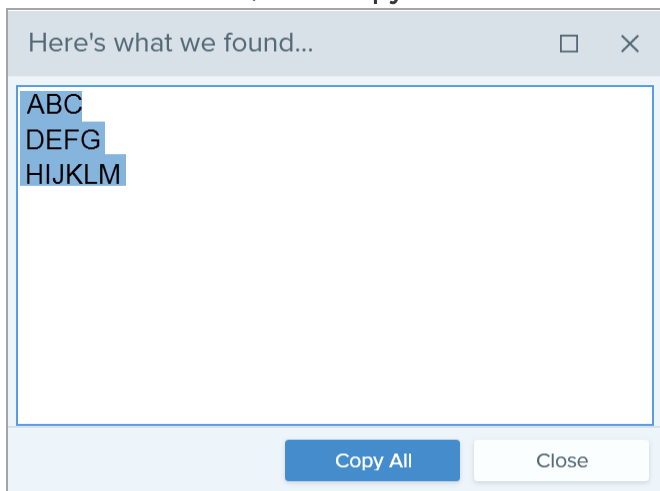 Here's what we found...
ABC
DEFG
HIJKLM
Copy All
Close